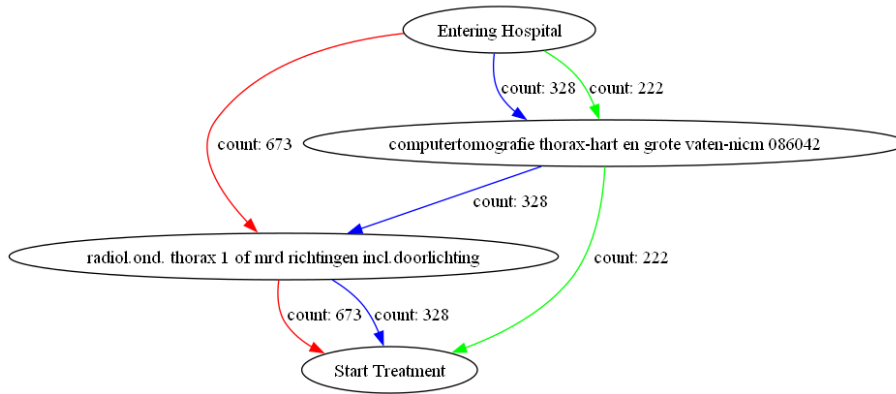 Entering Hospital
count: 328
count: 222
computertomografie thorax-hart en grote vaten-nicm 086042
count: 673
count: 328
radiol.ond. thorax 1 of mrd richtingen incl.doorlichting
count: 222
count: 673
count: 328
Start Treatment